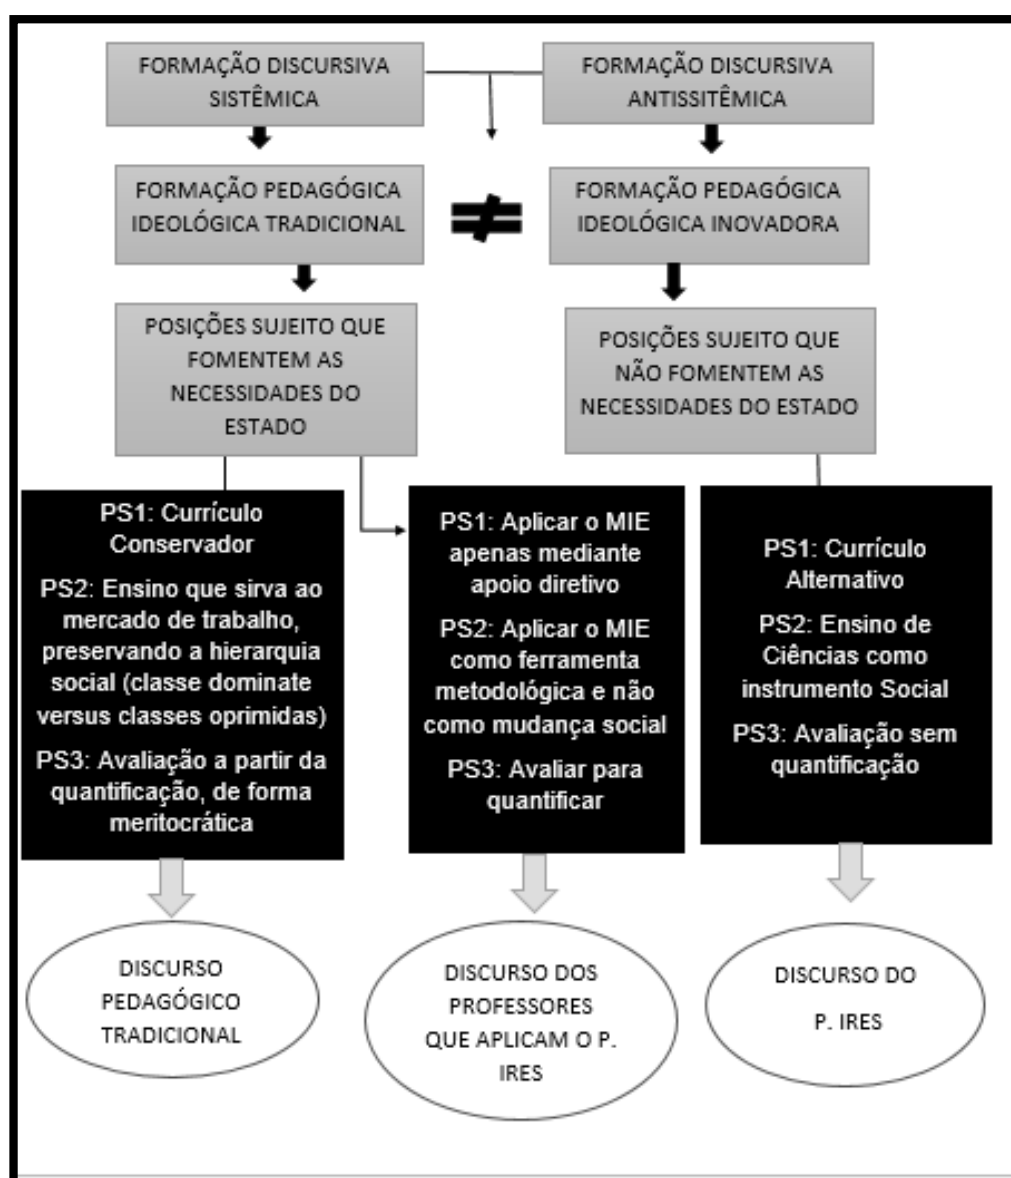 FORMAÇÃO DISCURSIVA
SISTÊMICA
FORMAÇÃO DISCURSIVA
ANTISSITÊMICA
FORMAÇÃO PEDAGÓGICA
IDEOLÓGICA TRADICIONAL
≠
FORMAÇÃO PEDAGÓGICA
IDEOLÓGICA INOVADORA
POSIÇÕES SUJEITO QUE
FOMENTEM AS
NECESSIDADES DO
ESTADO
POSIÇÕES SUJEITO QUE
NÃO FOMENTEM AS
NECESSIDADES DO ESTADO
PS1: Currículo
Conservador
PS2: Ensino que sirva ao
mercado de trabalho,
preservando a hierarquia
social (classe dominate
versus classes oprimidas)
PS3: Avaliação a partir da
quantificação, de forma
meritocrática
PS1: Aplicar o MIE
apenas mediante
apoio diretivo
PS2: Aplicar o MIE
como ferramenta
metodológica e não
como mudança social
PS3: Avaliar para
quantificar
PS1: Currículo
Alternativo
PS2: Ensino de
Ciências como
instrumento Social
PS3: Avaliação sem
quantificação
DISCURSO
PEDAGÓGICO
TRADICIONAL
DISCURSO DOS
PROFESSORES
QUE APLICAM O P.
IRES
DISCURSO DO
P. IRES